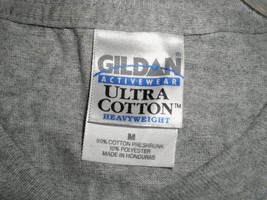 GILDAN
ACTIVEWEAR
ULTRA
COTTON™
HEAVYWEIGHT
M
90% COTTON PRESHRUNK
10% POLYESTER
MADE IN HONDURAS